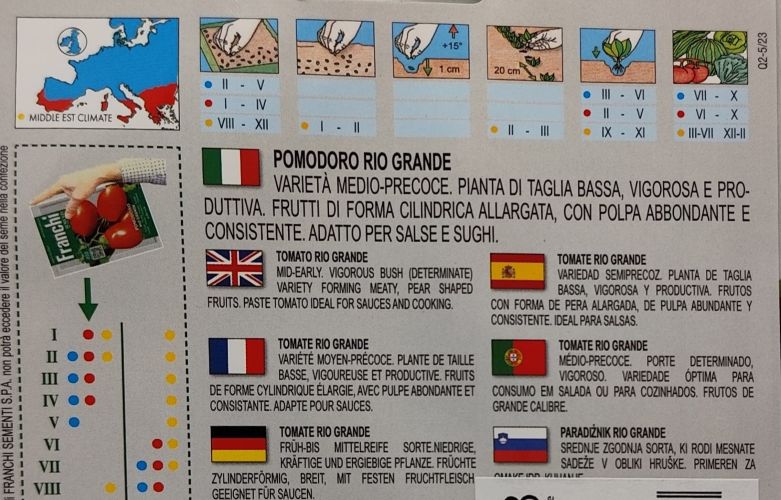 MIDDLE EST CLIMATE
+15°
1 cm
20 cm
Q2-5/23
II - V
I - IV
VIII - XII
I - II
II - III
III - VI
II - V
IX - XI
VII - X
VI - X
III-VII XII-II
di FRANCHI SEMENTI S.P.A. non potrà eccedere il valore del seme nella confezione
Franchi
I
II
III
IV
V
VI
VII
VIII
POMODORO RIO GRANDE
VARIETÀ MEDIO-PRECOCE. PIANTA DI TAGLIA BASSA, VIGOROSA E PRO-
DUTTIVA. FRUTTI DI FORMA CILINDRICA ALLARGATA, CON POLPA ABBONDANTE E
CONSISTENTE. ADATTO PER SALSE E SUGHI.
TOMATO RIO GRANDE
MID-EARLY. VIGOROUS BUSH (DETERMINATE)
VARIETY FORMING MEATY, PEAR SHAPED
FRUITS. PASTE TOMATO IDEAL FOR SAUCES AND COOKING.
TOMATE RIO GRANDE
VARIEDAD SEMIPRECOZ. PLANTA DE TAGLIA
BASSA, VIGOROSA Y PRODUCTIVA. FRUTOS
CON FORMA DE PERA ALARGADA, DE PULPA ABUNDANTE Y
CONSISTENTE. IDEAL PARA SALSAS.
TOMATE RIO GRANDE
VARIÉTÉ MOYEN-PRÉCOCE. PLANTE DE TAILLE
BASSE, VIGOUREUSE ET PRODUCTIVE. FRUITS
DE FORME CYLINDRIQUE ÉLARGIE, AVEC PULPE ABONDANTE ET
CONSISTANTE. ADAPTE POUR SAUCES.
TOMATE RIO GRANDE
MÉDIO-PRECOCE. PORTE DETERMINADO,
VIGOROSO. VARIEDADE ÓPTIMA PARA
CONSUMO EM SALADA OU PARA COZINHADOS. FRUTOS DE
GRANDE CALIBRE.
TOMATE RIO GRANDE
FRÜH-BIS MITTELREIFE SORTE.NIEDRIGE,
KRÄFTIGE UND ERGIEBIGE PFLANZE. FRÜCHTE
ZYLINDERFÖRMIG, BREIT, MIT FESTEN FRUCHTFLEISCH
GEEIGNET FÜR SAUCEN.
PARADIŽNIK RIO GRANDE
SREDNJE ZGODNJA SORTA, KI RODI MESNATE
SADEŽE V OBLIKI HRUŠKE. PRIMEREN ZA